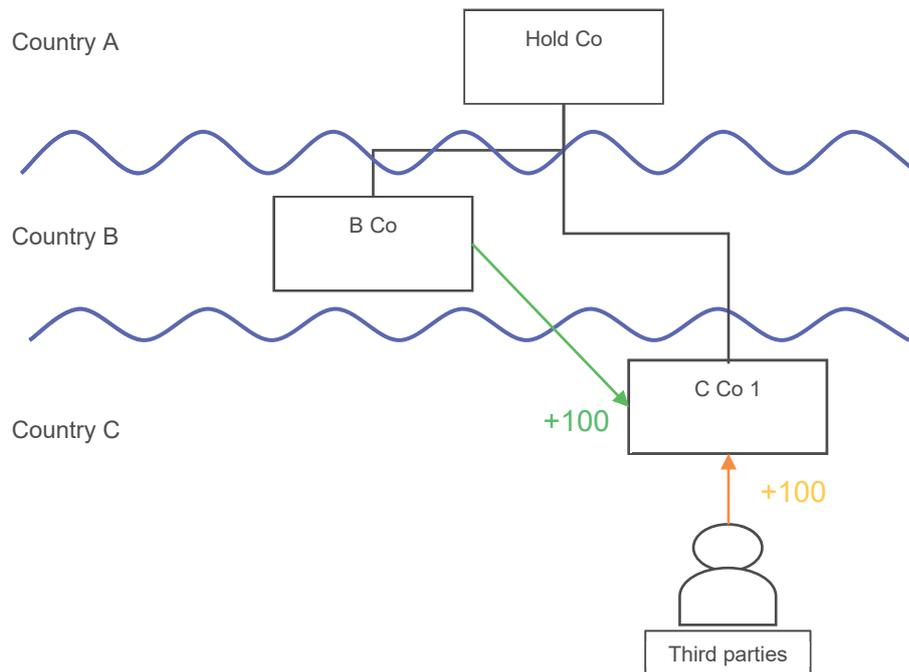 Country A
Hold Co
Country B
B Co
C Co 1
+100
Country C
+100
Third parties